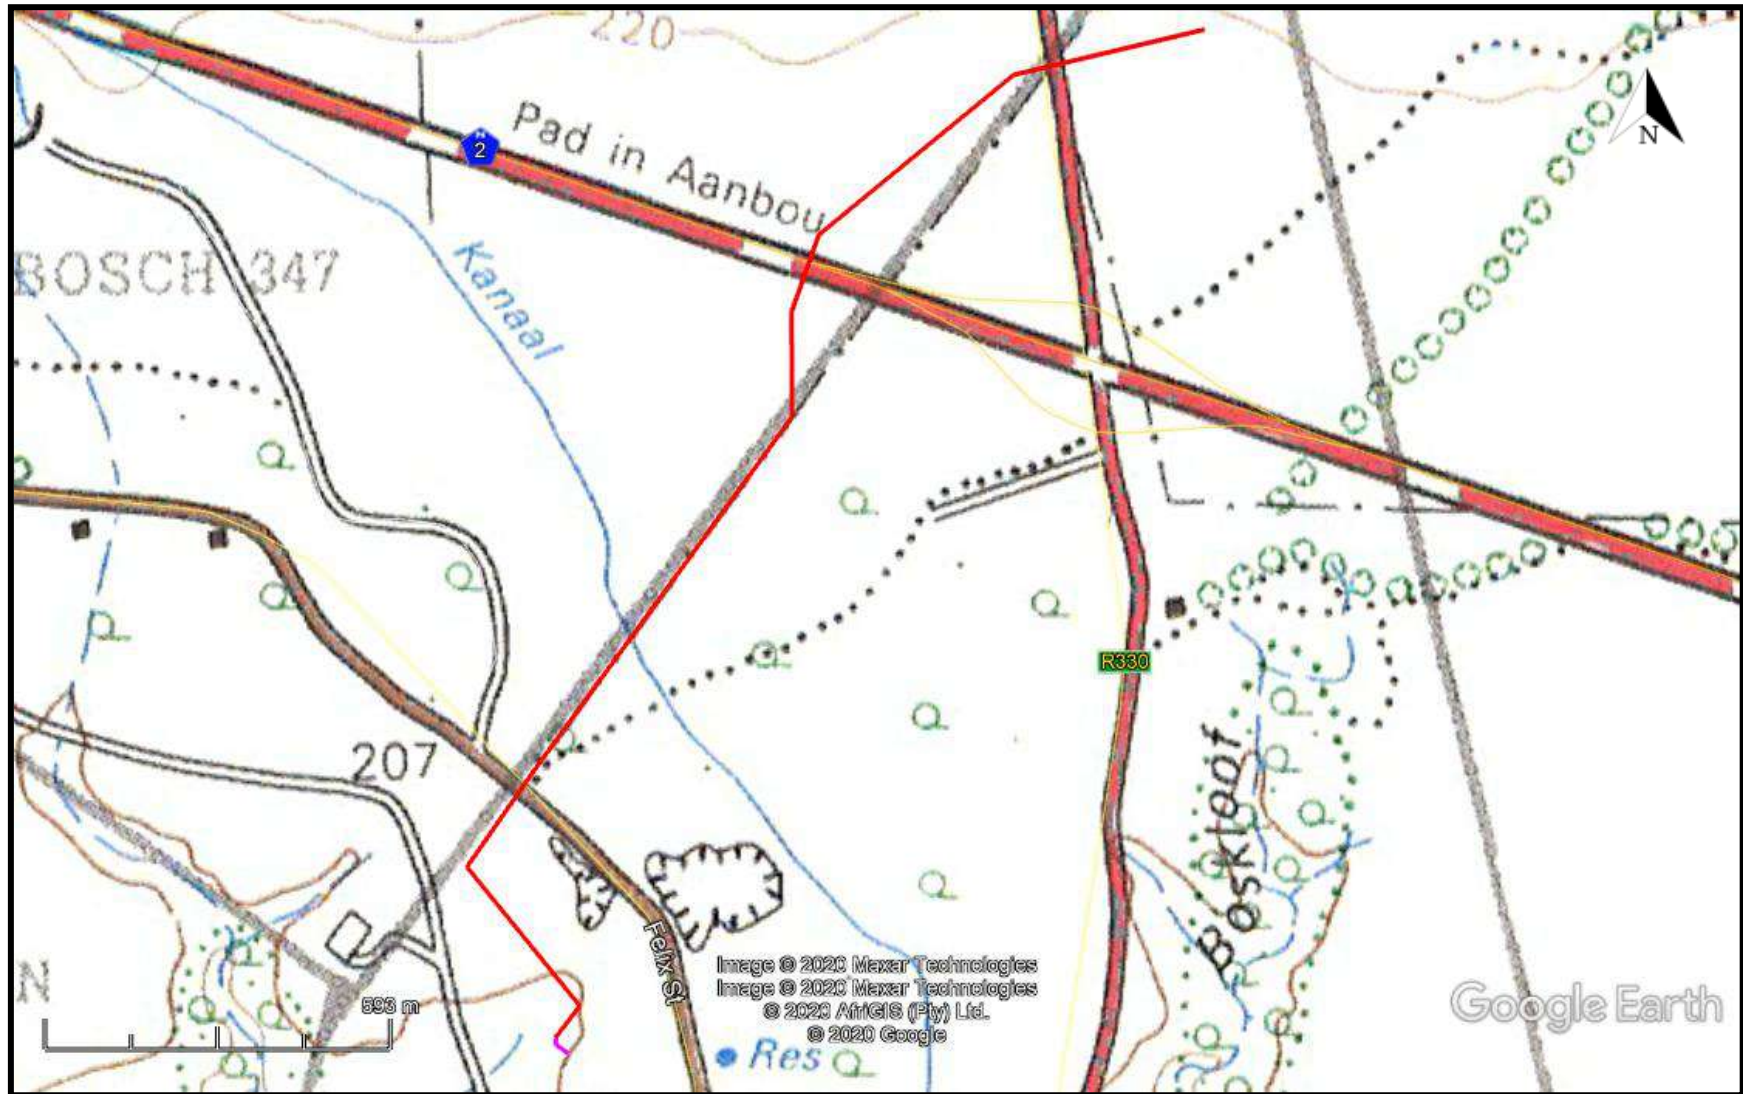 220
N
2
Pad in Aanbou
N
BOSCH 347
Kanaal
R330
207
Boskloof
Felix St
Image © 2020 Maxar Technologies
Image © 2020 Maxar Technologies
© 2020 AfriGIS (Pty) Ltd.
© 2020 Google
N
593 m
Google Earth
Res